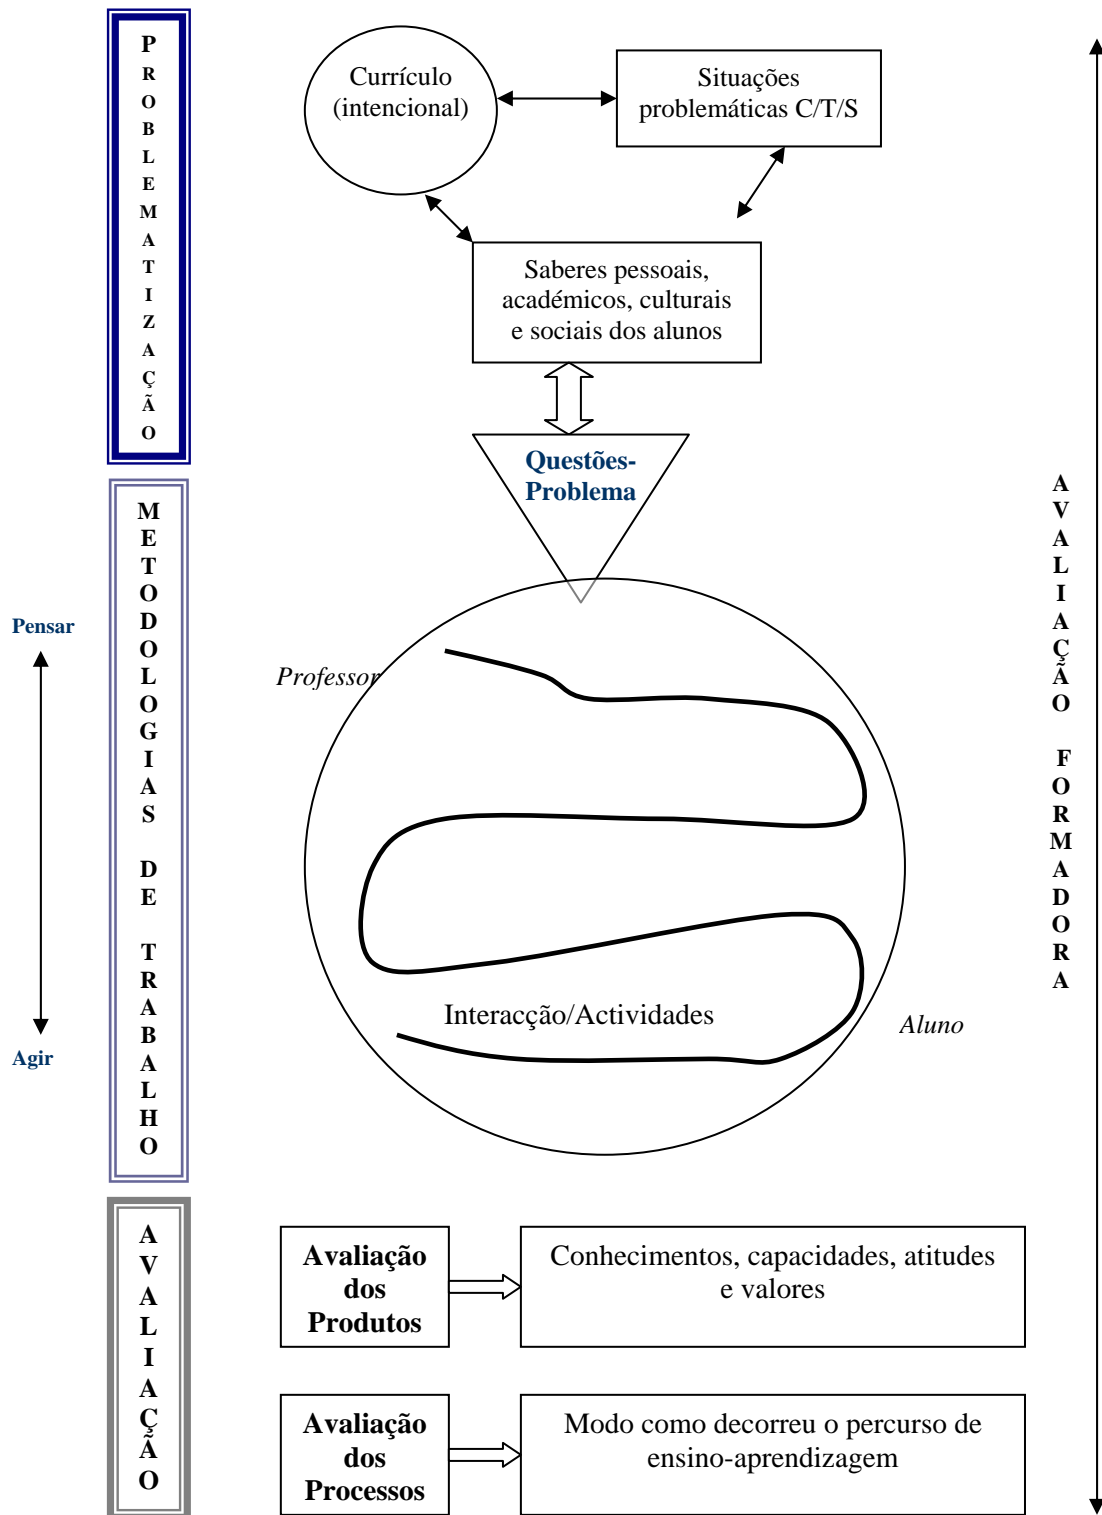 PROBLEMATIZAÇÃO
Currículo
(intencional)
Situações
problemáticas C/T/S
Saberes pessoais,
académicos, culturais
e sociais dos alunos
Questões-
Problema
METODOLOGIAS DE TRABALHO
Pensar
Agir
Professor
Interacção/Actividades
Aluno
AVALIAÇÃO FORMADORA
AVALIAÇÃO
Avaliação
dos
Produtos
Conhecimentos, capacidades, atitudes
e valores
Avaliação
dos
Processos
Modo como decorreu o percurso de
ensino-aprendizagem